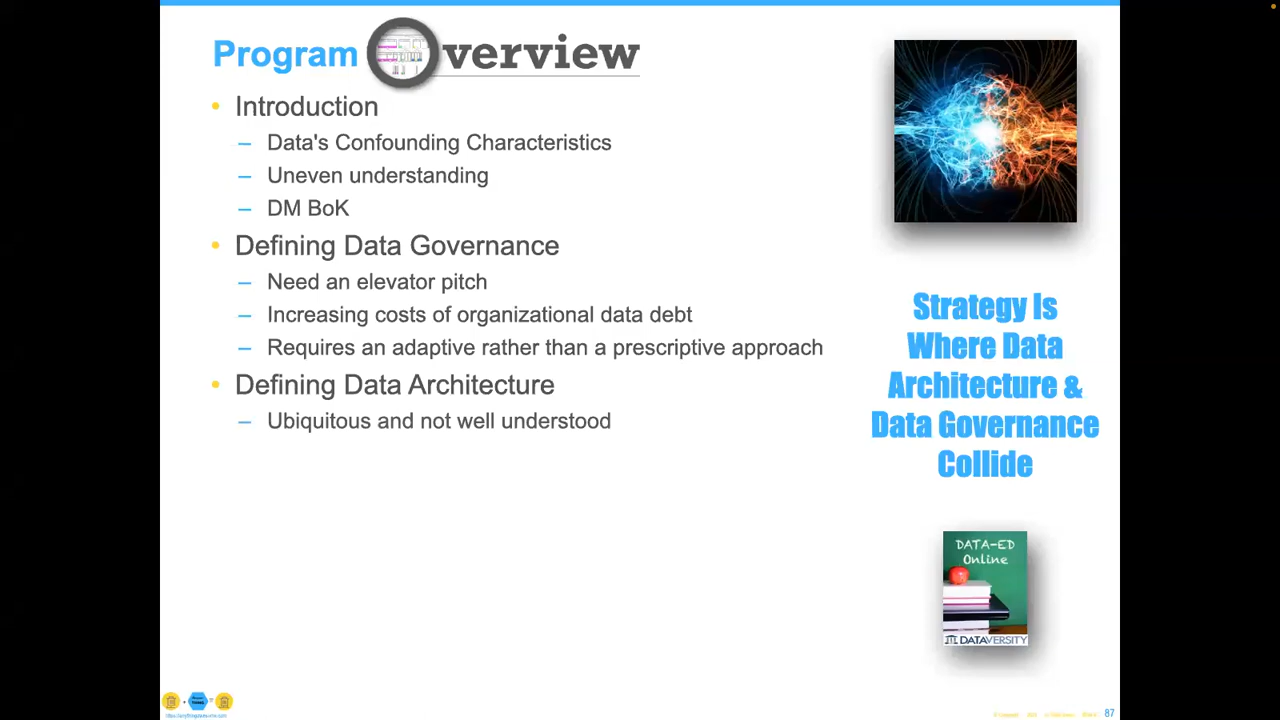 Program Overview
• Introduction
– Data's Confounding Characteristics
– Uneven understanding
– DM BoK
• Defining Data Governance
– Need an elevator pitch
– Increasing costs of organizational data debt
– Requires an adaptive rather than a prescriptive approach
• Defining Data Architecture
– Ubiquitous and not well understood
Strategy Is
Where Data
Architecture &
Data Governance
Collide
DATA-ED
Online
DATAVERSITY
87